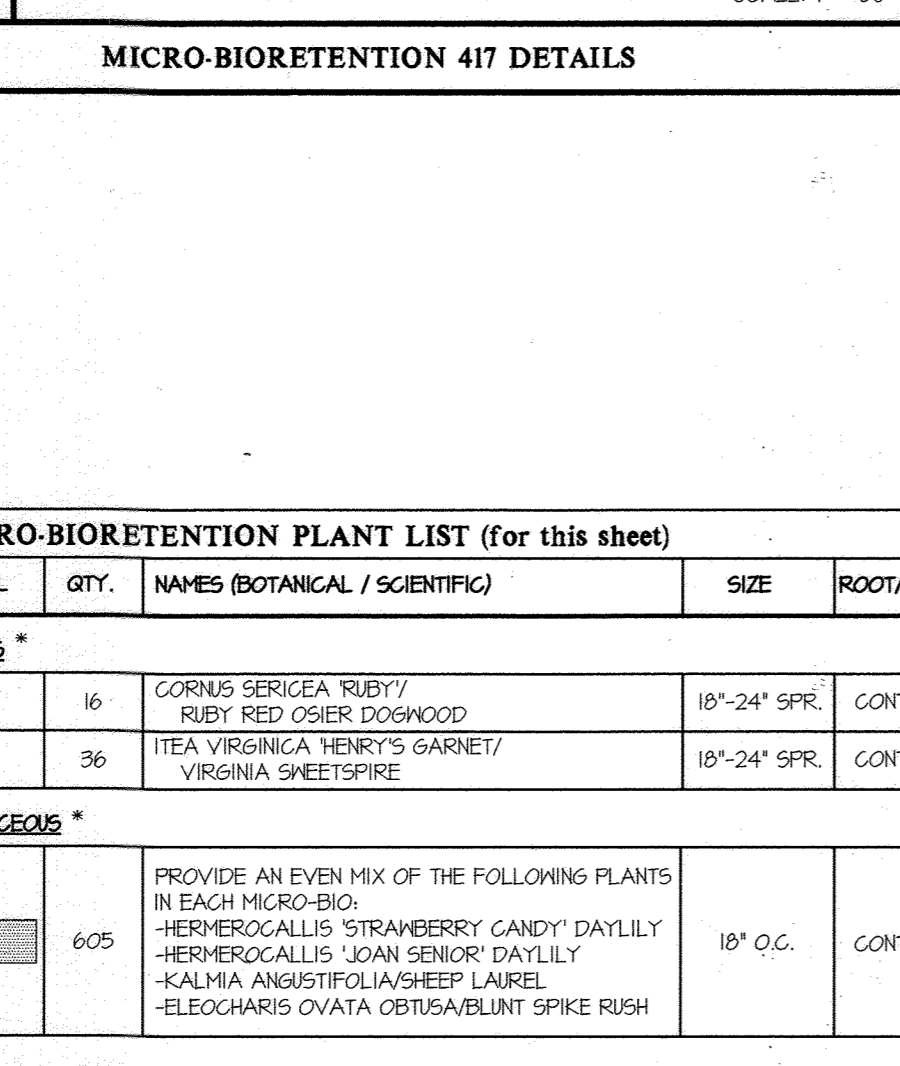 MICRO-BIORETENTION 417 DETAILS
RO-BIORETENTION PLANT LIST (for this sheet)
QTY. NAMES (BOTANICAL / SCIENTIFIC) SIZE ROOT/
*
16 CORNUS SERICEA 'RUBY'/ 18"-24" SPR. CONT
RUBY RED OSIER DOGWOOD
36 ITEA VIRGINICA 'HENRY'S GARNET/ 18"-24" SPR. CONT
VIRGINIA SWEETSPIRE
CEOUS *
PROVIDE AN EVEN MIX OF THE FOLLOWING PLANTS
IN EACH MICRO-BIO:
-HERMEROCALLIS 'STRAWBERRY CANDY' DAYLILY
605 -HERMEROCALLIS 'JOAN SENIOR' DAYLILY 18" O.C. CONT
-KALMIA ANGUSTIFOLIA/SHEEP LAUREL
-ELEOCHARIS OVATA OBTUSA/BLUNT SPIKE RUSH